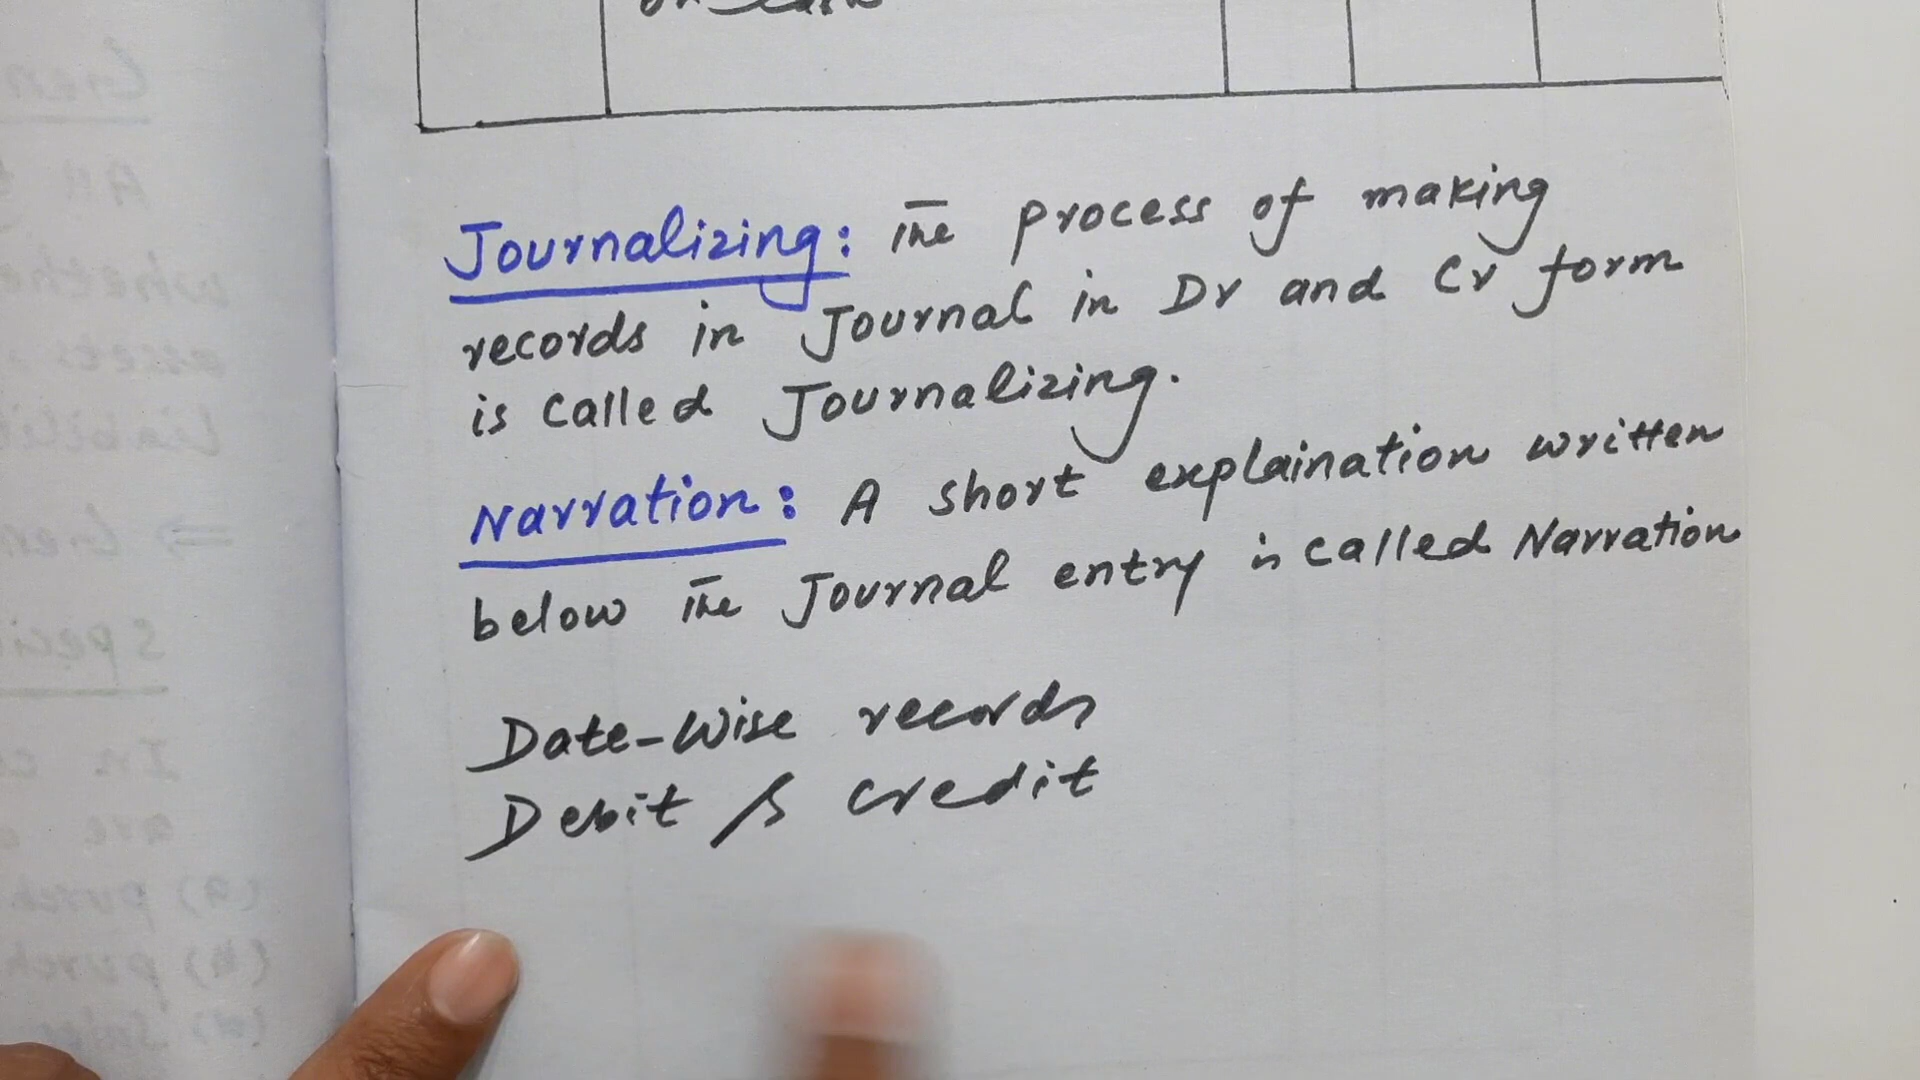 Journalizing: The process of making
records in Journal in Dr and Cr form
is called Journalizing.
Narration: A short explaination written
below the Journal entry is called Narration
Date-Wise records
Debit & credit